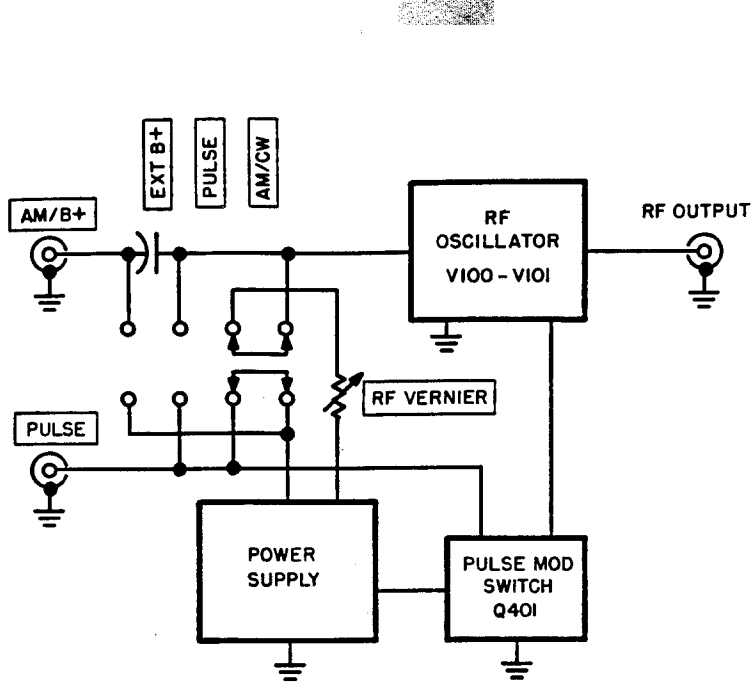 EXT B+
PULSE
AM/CW
AM/B+
RF
OSCILLATOR
V100-V101
RF OUTPUT
RF VERNIER
PULSE
POWER
SUPPLY
PULSE MOD
SWITCH
Q401